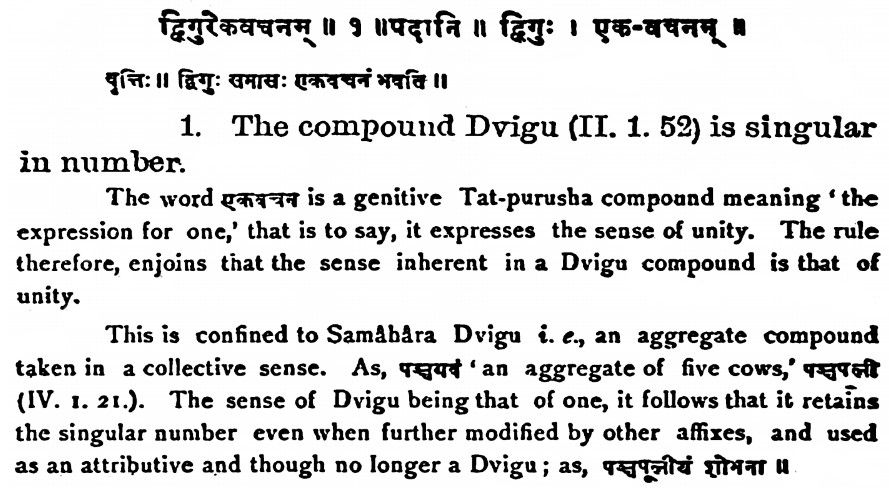 द्विगुरेकवचनम् ॥ १ ॥पदानि ॥ द्विगुः । एक-वचनम् ॥
वृत्तिः॥ द्विगुः समासः एकवचनं भवति॥
1. The compound Dvigu (II. 1. 52) is singular
in number.
The word एकवचन is a genitive Tat-purusha compound meaning ' the
expression for one,' that is to say, it expresses the sense of unity. The rule
therefore, enjoins that the sense inherent in a Dvigu compound is that of
unity.
This is confined to Samâhâra Dvigu i. e., an aggregate compound
taken in a collective sense. As, 'an aggregate of five cows,'
(IV. 1. 21.). The sense of Dvigu being that of one, it follows that it retains
the singular number even when further modified by other affixes, and used
as an attributive and though no longer a Dvigu ; as, शोभना ॥